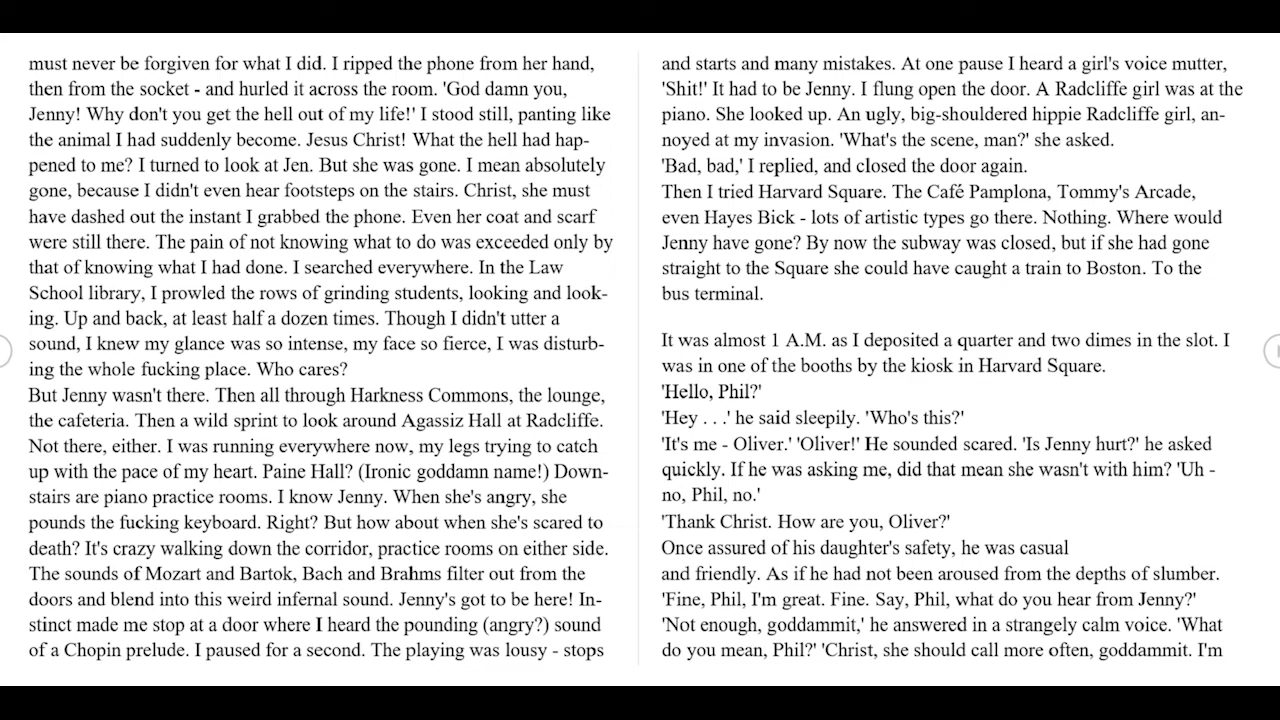 must never be forgiven for what I did. I ripped the phone from her hand,
then from the socket - and hurled it across the room. 'God damn you,
Jenny! Why don't you get the hell out of my life!' I stood still, panting like
the animal I had suddenly become. Jesus Christ! What the hell had hap-
pened to me? I turned to look at Jen. But she was gone. I mean absolutely
gone, because I didn't even hear footsteps on the stairs. Christ, she must
have dashed out the instant I grabbed the phone. Even her coat and scarf
were still there. The pain of not knowing what to do was exceeded only by
that of knowing what I had done. I searched everywhere. In the Law
School library, I prowled the rows of grinding students, looking and look-
ing. Up and back, at least half a dozen times. Though I didn't utter a
sound, I knew my glance was so intense, my face so fierce, I was disturb-
ing the whole fucking place. Who cares?
But Jenny wasn't there. Then all through Harkness Commons, the lounge,
the cafeteria. Then a wild sprint to look around Agassiz Hall at Radcliffe.
Not there, either. I was running everywhere now, my legs trying to catch
up with the pace of my heart. Paine Hall? (Ironic goddamn name!) Down-
stairs are piano practice rooms. I know Jenny. When she's angry, she
pounds the fucking keyboard. Right? But how about when she's scared to
death? It's crazy walking down the corridor, practice rooms on either side.
The sounds of Mozart and Bartok, Bach and Brahms filter out from the
doors and blend into this weird infernal sound. Jenny's got to be here! In-
stinct made me stop at a door where I heard the pounding (angry?) sound
of a Chopin prelude. I paused for a second. The playing was lousy - stops
and starts and many mistakes. At one pause I heard a girl's voice mutter,
'Shit!' It had to be Jenny. I flung open the door. A Radcliffe girl was at the
piano. She looked up. An ugly, big-shouldered hippie Radcliffe girl, an-
noyed at my invasion. 'What's the scene, man?' she asked.
'Bad, bad,' I replied, and closed the door again.
Then I tried Harvard Square. The Café Pamplona, Tommy's Arcade,
even Hayes Bick - lots of artistic types go there. Nothing. Where would
Jenny have gone? By now the subway was closed, but if she had gone
straight to the Square she could have caught a train to Boston. To the
bus terminal.
It was almost 1 A.M. as I deposited a quarter and two dimes in the slot. I
was in one of the booths by the kiosk in Harvard Square.
'Hello, Phil?'
'Hey . . .' he said sleepily. 'Who's this?'
'It's me - Oliver.' 'Oliver!' He sounded scared. 'Is Jenny hurt?' he asked
quickly. If he was asking me, did that mean she wasn't with him? 'Uh -
no, Phil, no.'
'Thank Christ. How are you, Oliver?'
Once assured of his daughter's safety, he was casual
and friendly. As if he had not been aroused from the depths of slumber.
'Fine, Phil, I'm great. Fine. Say, Phil, what do you hear from Jenny?'
'Not enough, goddammit,' he answered in a strangely calm voice. 'What
do you mean, Phil?' 'Christ, she should call more often, goddammit. I'm